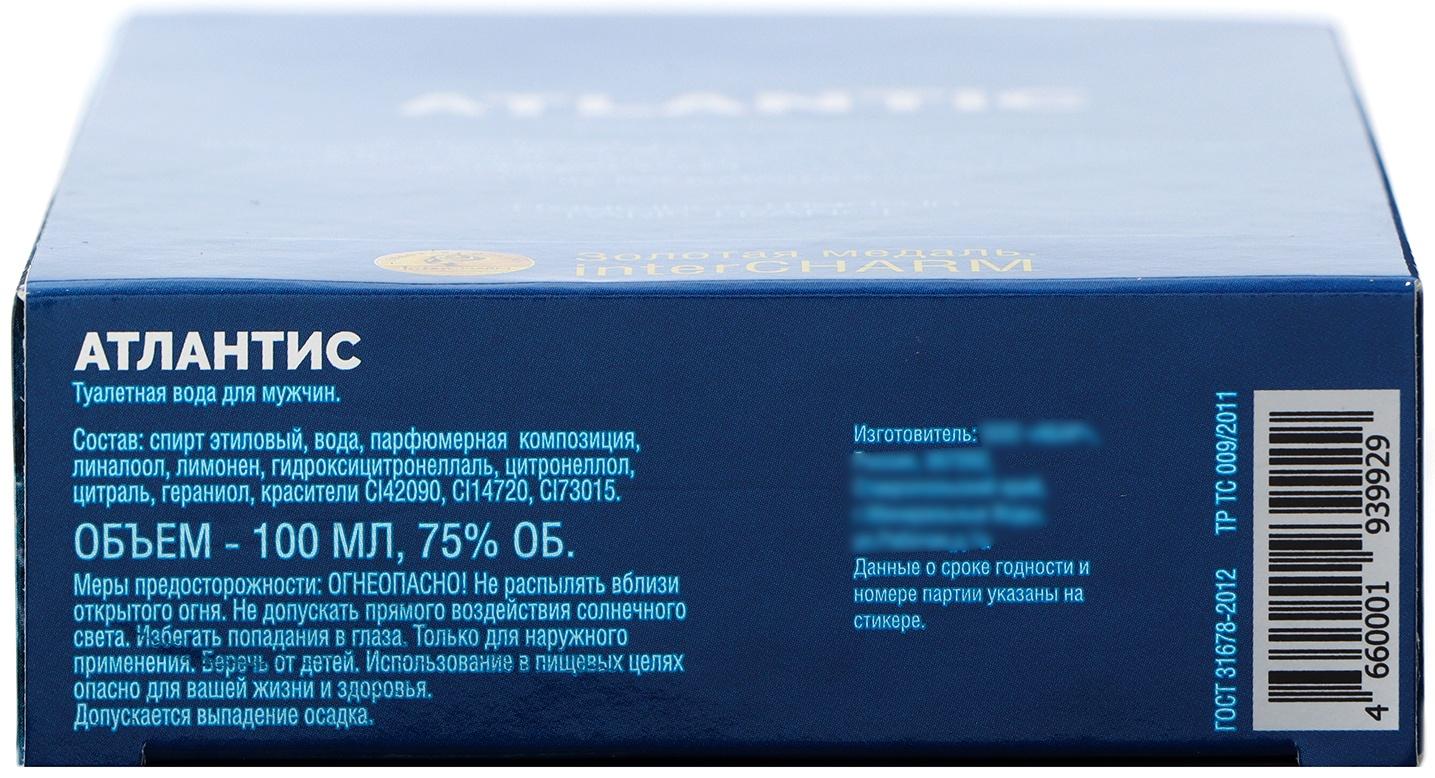 ATLANTIC
Золотая медаль,
interCHARM
АТЛАНТИС
Туалетная вода для мужчин.
Состав: спирт этиловый, вода, парфюмерная композиция,
линалоол, лимонен, гидроксицитронеллаль, цитронеллол,
цитраль, гераниол, красители CI42090, CI14720, CI73015.
ОБЪЕМ - 100 МЛ, 75% ОБ.
Меры предосторожности: ОГНЕОПАСНО! Не распылять вблизи
открытого огня. Не допускать прямого воздействия солнечного
света. Избегать попадания в глаза. Только для наружного
применения. Беречь от детей. Использование в пищевых целях
опасно для вашей жизни и здоровья.
Допускается выпадение осадка.
Изготовитель:
Данные о сроке годности и
номере партии указаны на
стикере.
ГОСТ 31678-2012 ТР ТС 009/2011
4 660001 939929